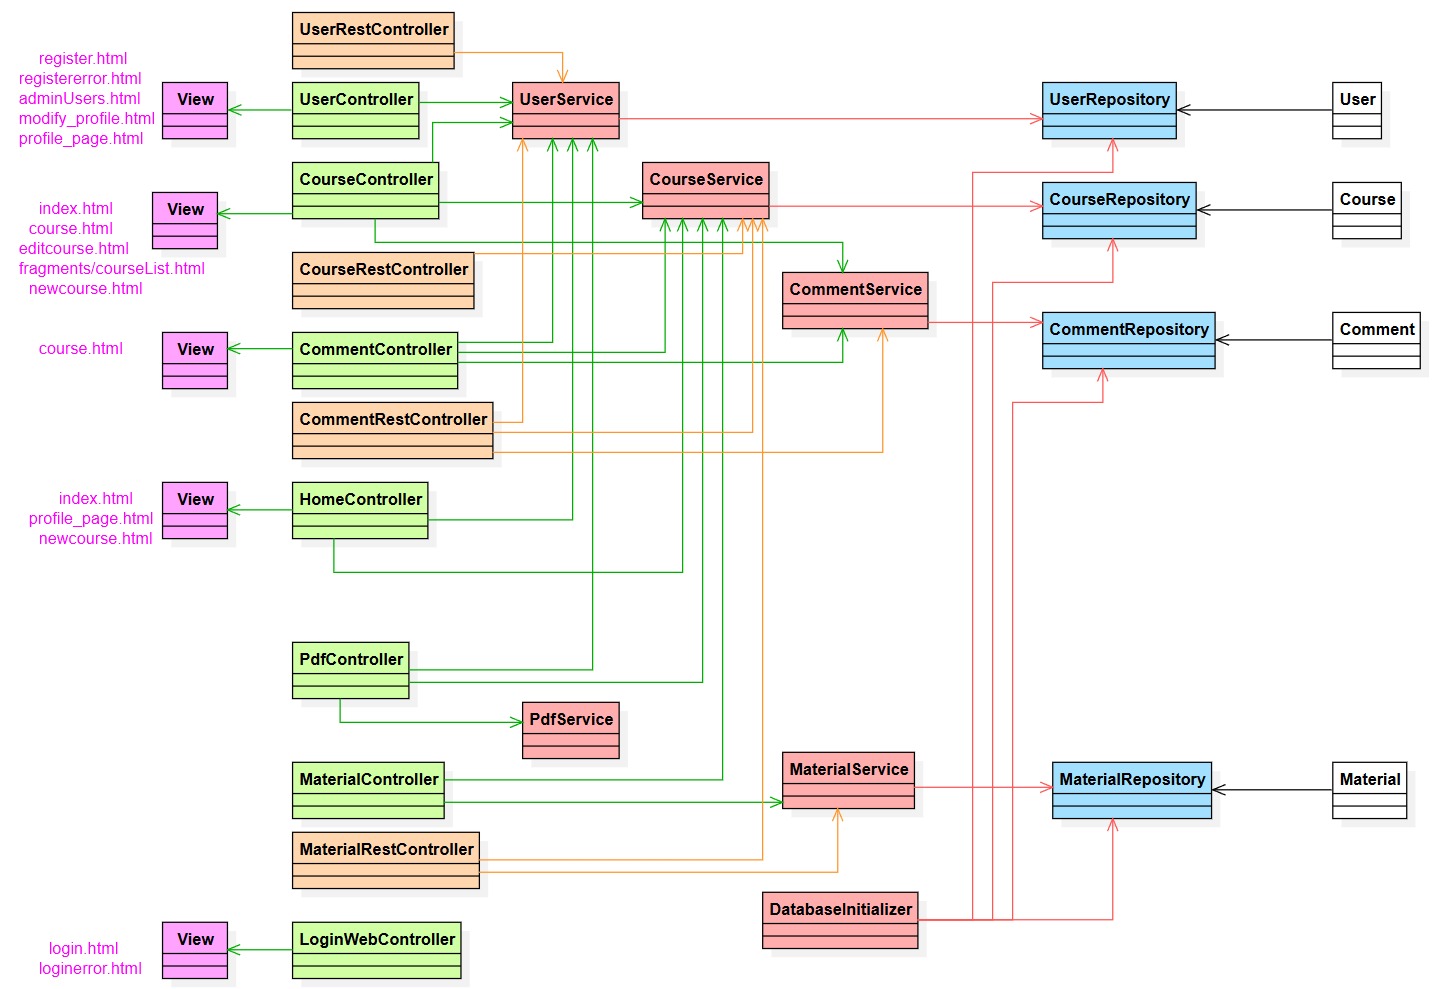 UserRestController
register.html
registererror.html
adminUsers.html
modify_profile.html
profile_page.html
View
UserController
UserService
UserRepository
User
index.html
course.html
editcourse.html
fragments/courseList.html
newcourse.html
View
CourseController
CourseService
CourseRepository
Course
CourseRestController
CommentService
course.html
View
CommentController
CommentRepository
Comment
CommentRestController
index.html
profile_page.html
newcourse.html
View
HomeController
PdfController
PdfService
MaterialController
MaterialService
MaterialRepository
Material
MaterialRestController
DatabaseInitializer
login.html
loginerror.html
View
LoginWebController